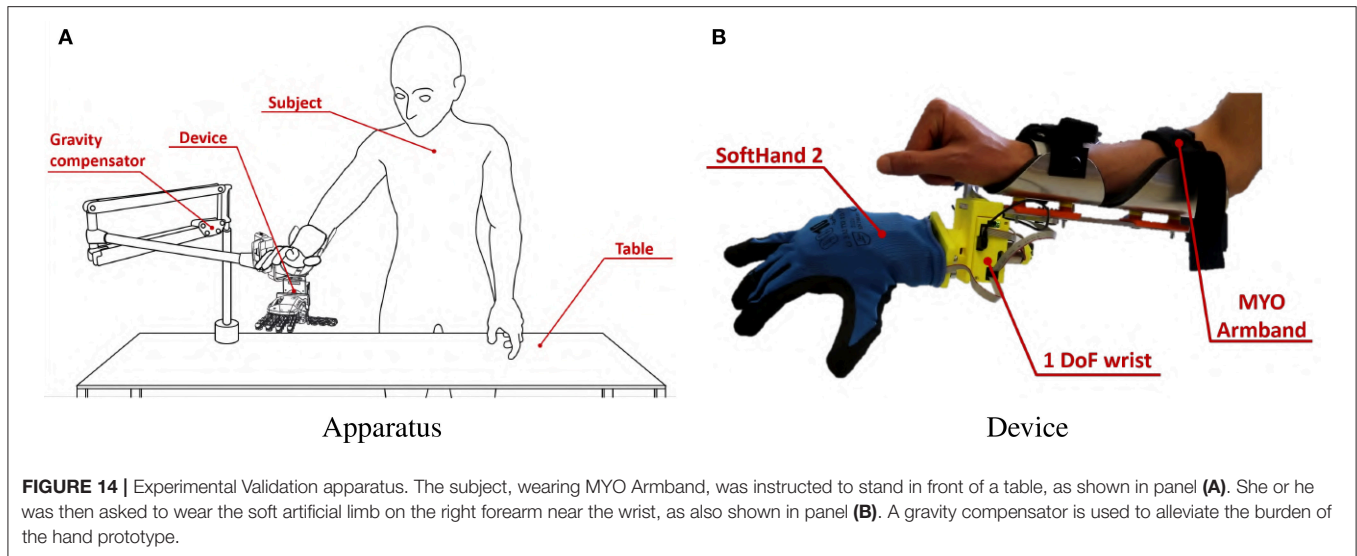 A
B
Subject
Gravity
compensator
Device
Table
SoftHand 2
MYO
Armband
1 DoF wrist
Apparatus
Device
FIGURE 14 | Experimental Validation apparatus. The subject, wearing MYO Armband, was instructed to stand in front of a table, as shown in panel (A). She or he
was then asked to wear the soft artificial limb on the right forearm near the wrist, as also shown in panel (B). A gravity compensator is used to alleviate the burden of
the hand prototype.